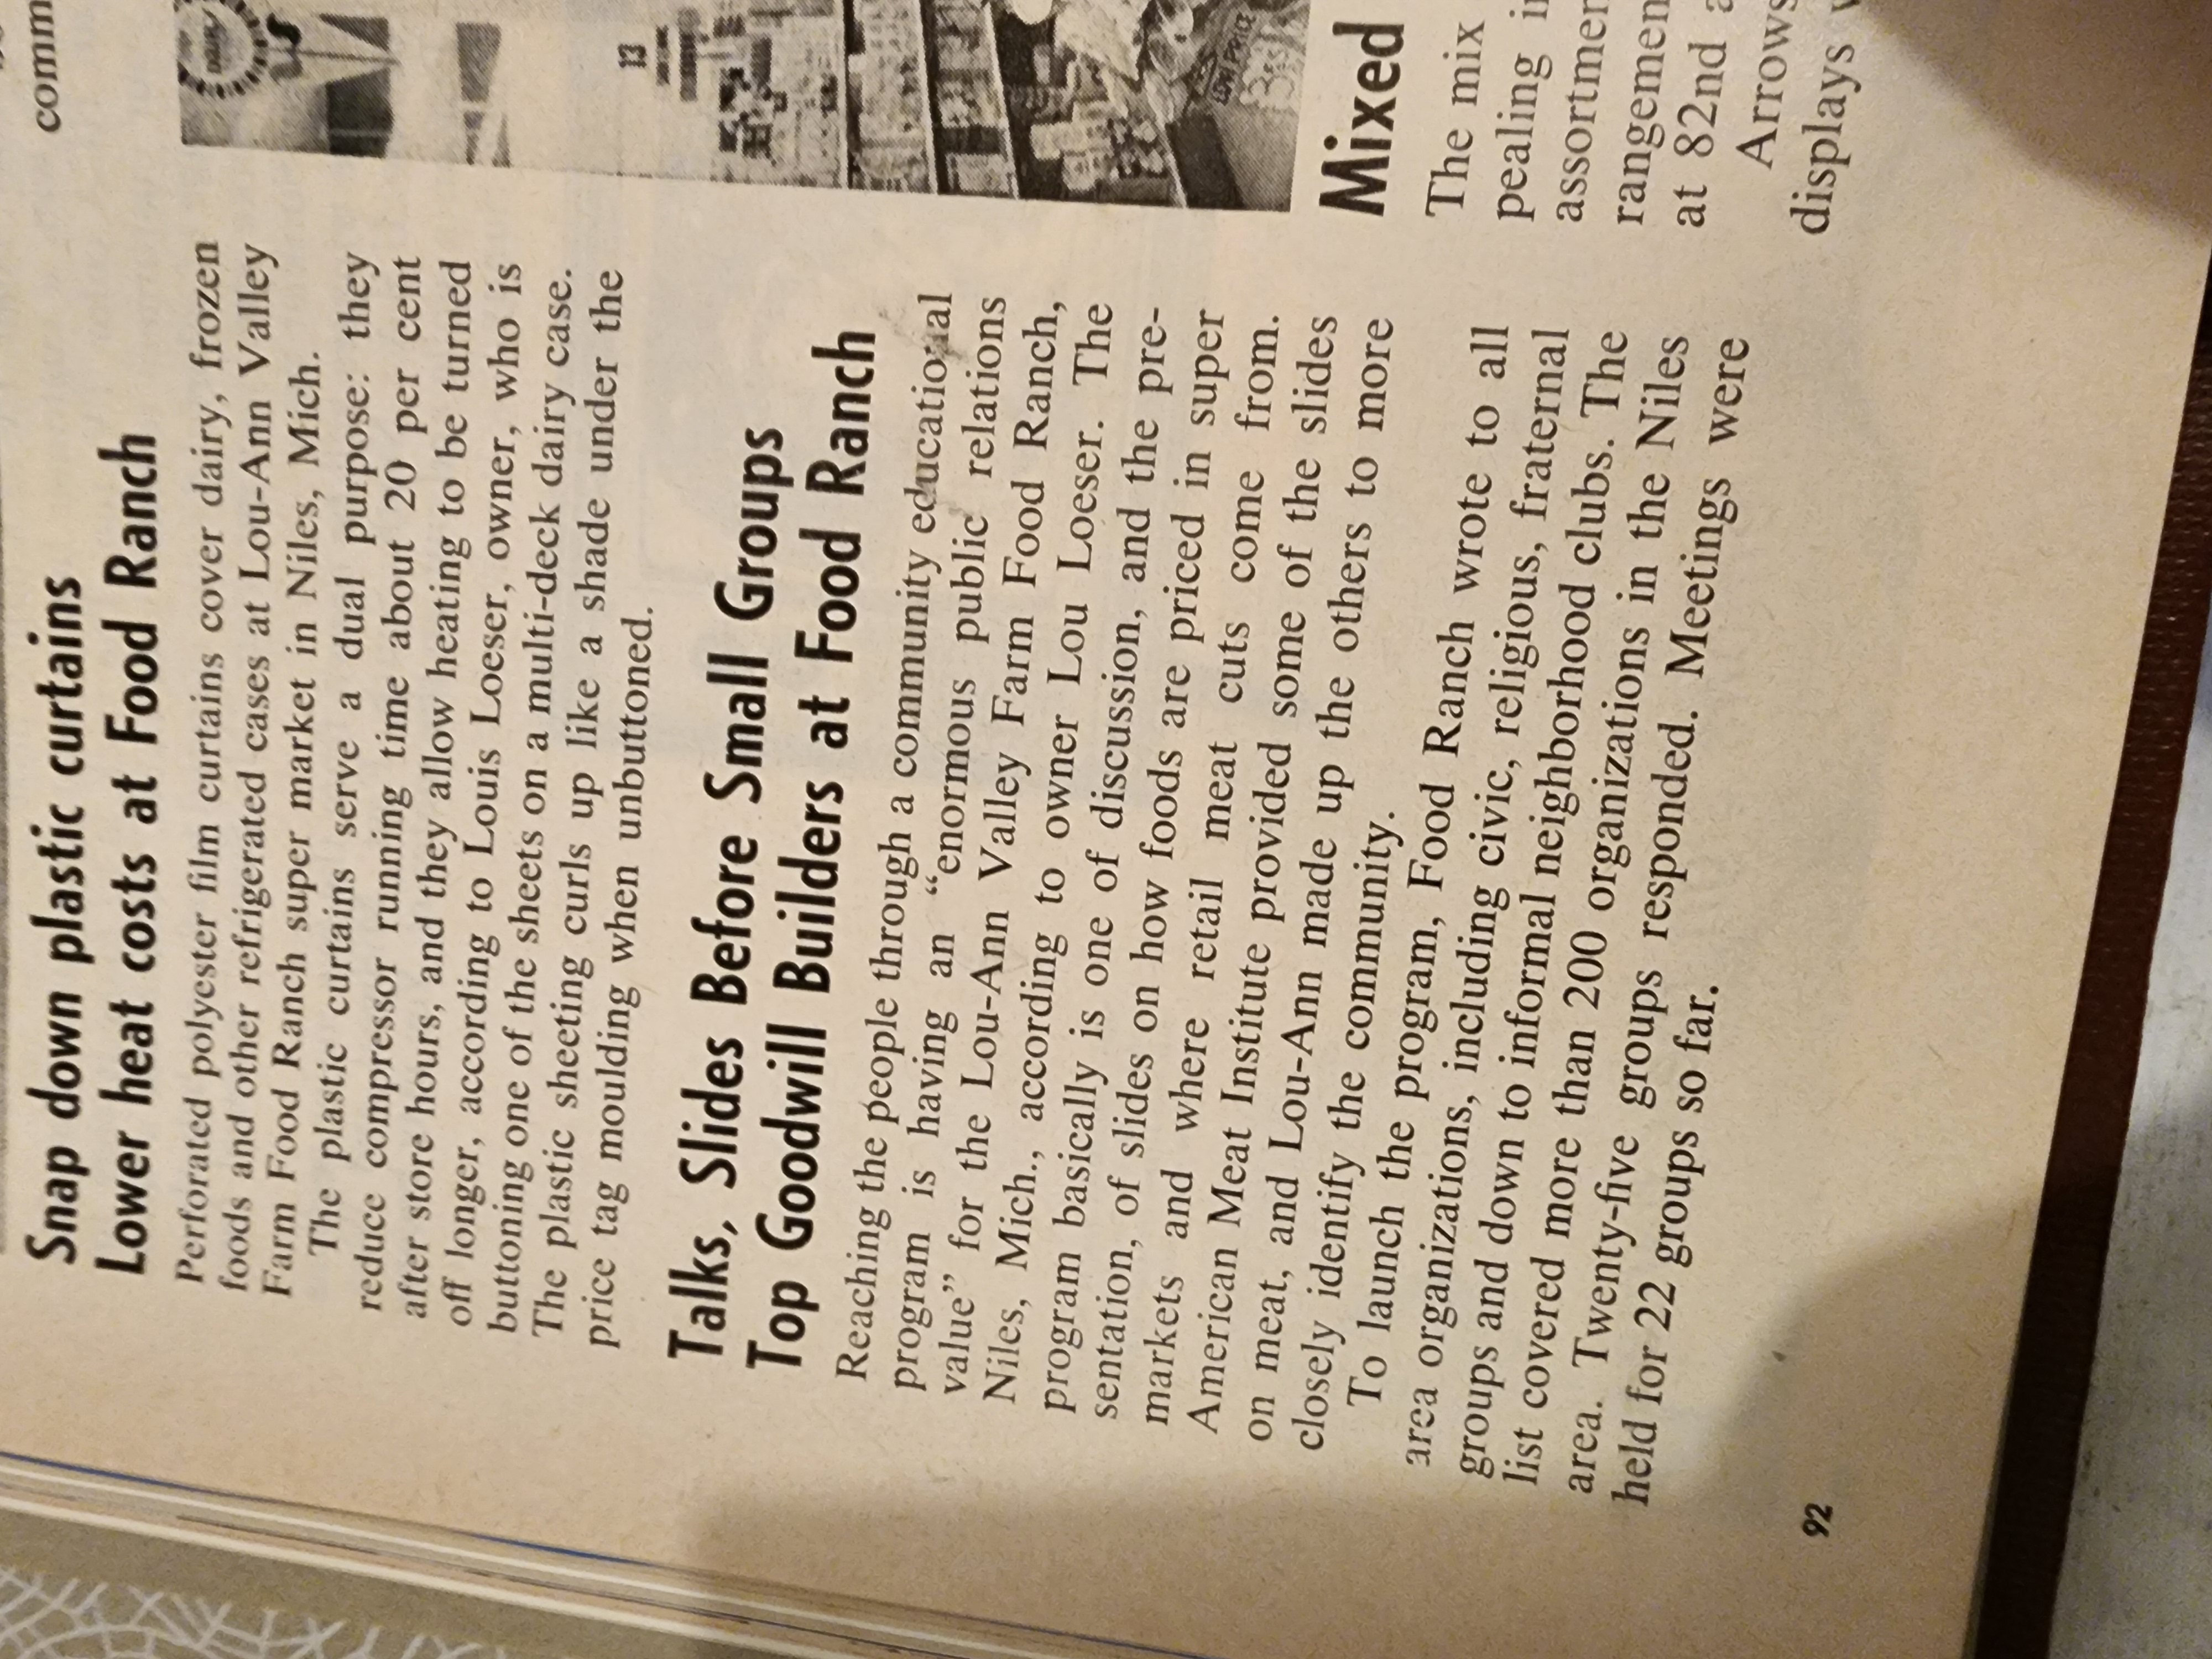 comm
Snap down plastic curtains
Lower heat costs at Food Ranch
Perforated polyester film curtains cover dairy, frozen
foods and other refrigerated cases at Lou-Ann Valley
Farm Food Ranch super market in Niles, Mich.
The plastic curtains serve a dual purpose: they
reduce compressor running time about 20 per cent
after store hours, and they allow heating to be turned
off longer, according to Louis Loeser, owner, who is
buttoning one of the sheets on a multi-deck dairy case.
The plastic sheeting curls up like a shade under the
price tag moulding when unbuttoned.
Talks, Slides Before Small Groups
Top Goodwill Builders at Food Ranch
Reaching the people through a community educational
program is having an “enormous public relations
value” for the Lou-Ann Valley Farm Food Ranch,
Niles, Mich., according to owner Lou Loeser. The
program basically is one of discussion, and the pre-
sentation, of slides on how foods are priced in super
markets and where retail meat cuts come from.
American Meat Institute provided some of the slides
on meat, and Lou-Ann made up the others to more
closely identify the community.
To launch the program, Food Ranch wrote to all
area organizations, including civic, religious, fraternal
groups and down to informal neighborhood clubs. The
list covered more than 200 organizations in the Niles
area. Twenty-five groups responded. Meetings were
held for 22 groups so far.
92
DAIRY
13
LOW PRICE
Mixed
The mix
pealing i
assortmen
rangemen
at 82nd a
Arrows
displays w